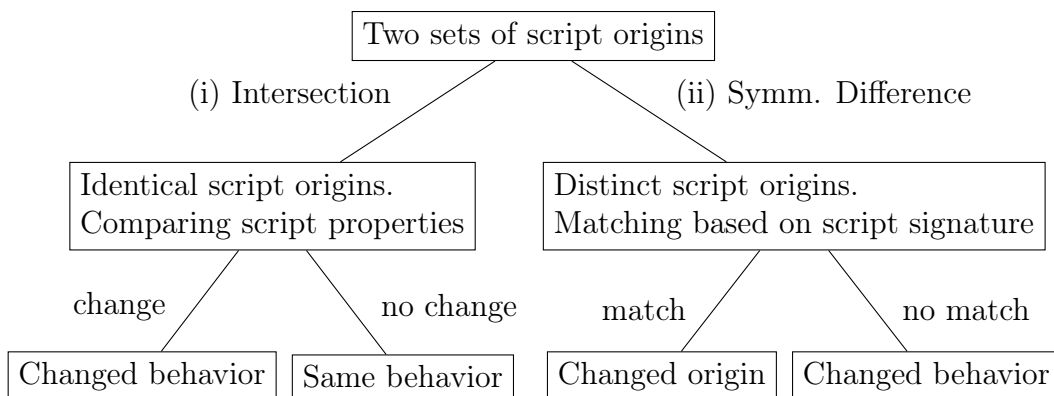 Two sets of script origins
(i) Intersection
(ii) Symm. Difference
Identical script origins.
Comparing script properties
Distinct script origins.
Matching based on script signature
change
no change
match
no match
Changed behavior
Same behavior
Changed origin
Changed behavior